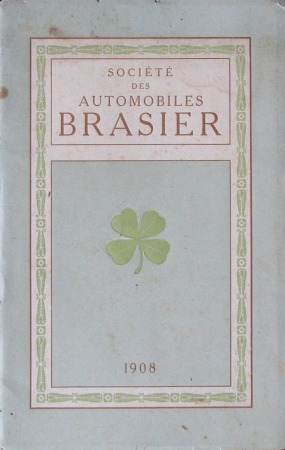 SOCIÉTÉ
DES
AUTOMOBILES
BRASIER
1908